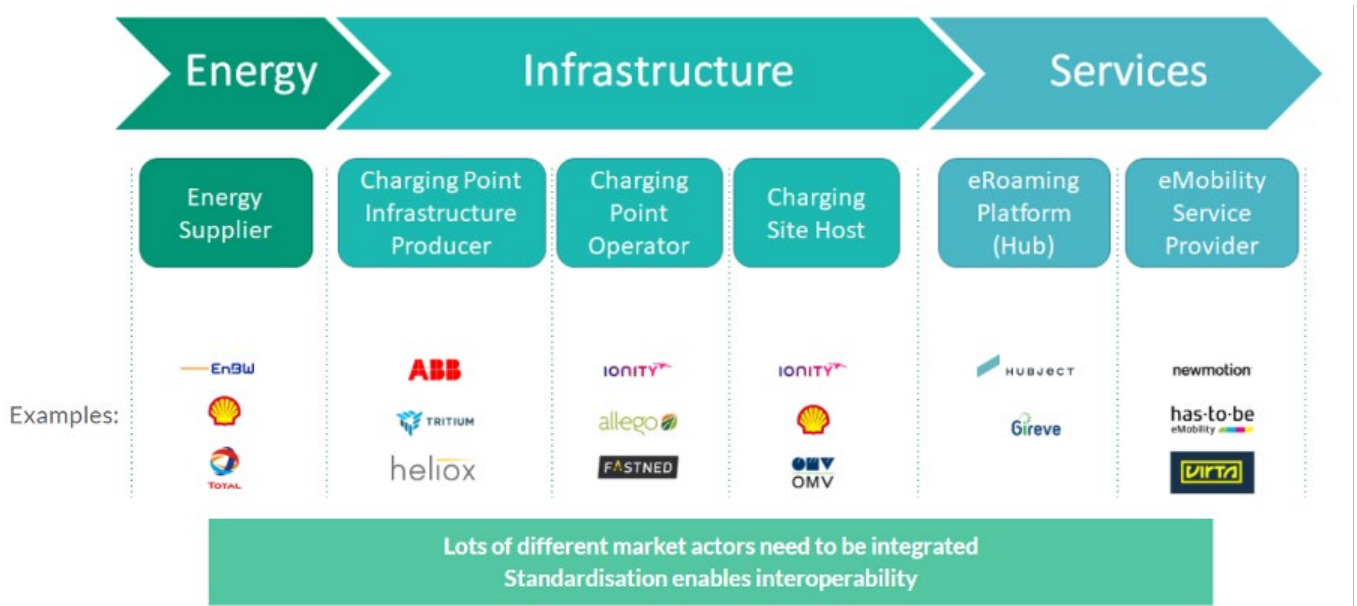 Energy
Infrastructure
Services
Energy
Supplier
Charging Point
Infrastructure
Producer
Charging
Point
Operator
Charging
Site Host
eRoaming
Platform
(Hub)
eMobility
Service
Provider
Examples:
EnBW
TOTAL
ABB
TRITIUM
heliox
IONITY
allego
FASTNED
IONITY
OMV
OMV
HUBJECT
Gireve
newmotion
has·to·be
eMobility
VIRTA
Lots of different market actors need to be integrated
Standardisation enables interoperability